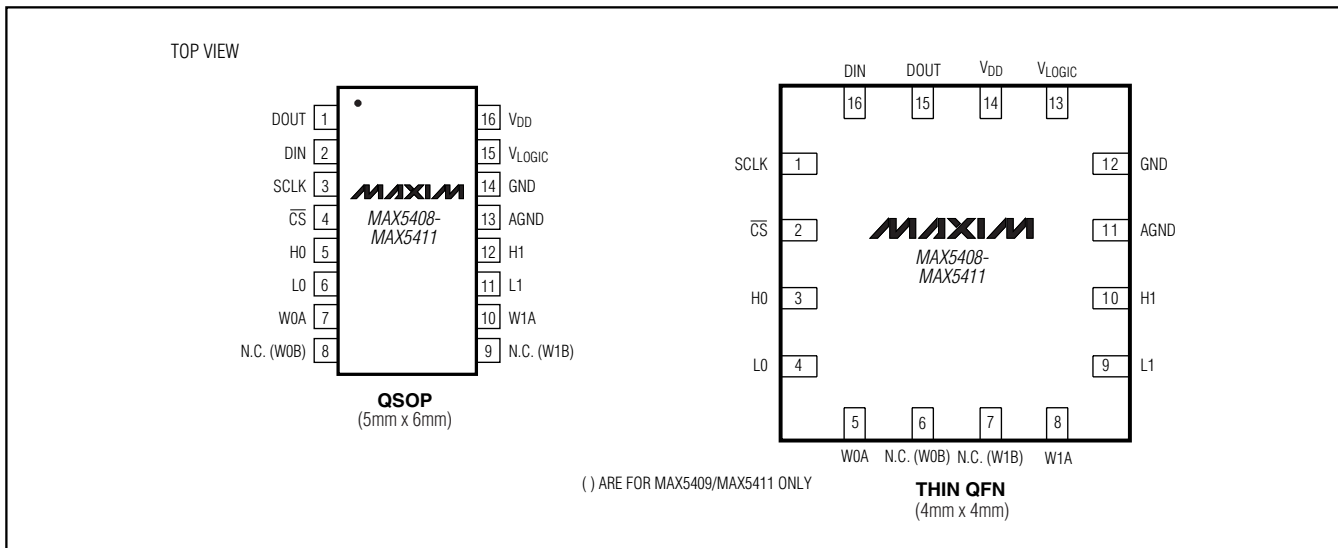 TOP VIEW
DOUT 1
DIN 2
SCLK 3
CS 4
H0 5
L0 6
W0A 7
N.C. (W0B) 8
16 VDD
15 VLOGIC
14 GND
13 AGND
12 H1
11 L1
10 W1A
9 N.C. (W1B)
MAXIM
MAX5408-
MAX5411
QSOP
(5mm x 6mm)
DIN DOUT VDD VLOGIC
16 15 14 13
SCLK 1
CS 2
H0 3
L0 4
12 GND
11 AGND
10 H1
9 L1
MAXIM
MAX5408-
MAX5411
5 6 7 8
W0A N.C. (W0B) N.C. (W1B) W1A
( ) ARE FOR MAX5409/MAX5411 ONLY
THIN QFN
(4mm x 4mm)